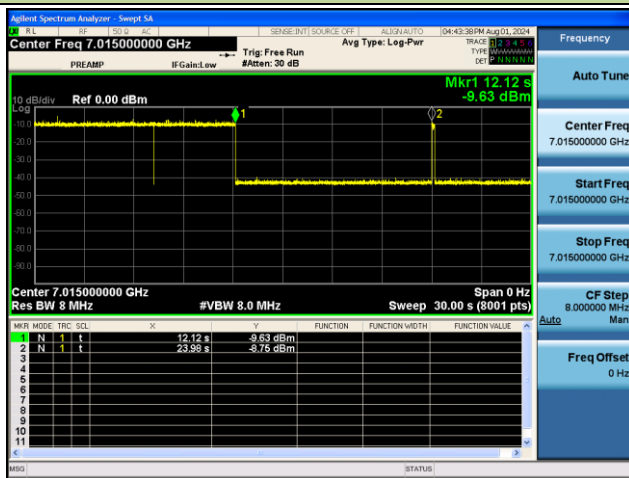 Agilent Spectrum Analyzer - Swept SA
RL RF 50 Ω AC SENSE:INT SOURCE OFF ALIGN AUTO 04:43:38 PM Aug 01, 2024
Center Freq 7.015000000 GHz
PREAMP
IFGain:Low
Trig: Free Run
#Atten: 30 dB
Avg Type: Log-Pwr
TRACE 1 2 3 4 5 6
TYPE
DET P N N N N N
Mkr1 12.12 s
-9.63 dBm
10 dB/div Ref 0.00 dBm
Log
1
2
-10.0
-20.0
-30.0
-40.0
-50.0
-60.0
-70.0
-80.0
-90.0
Center 7.015000000 GHz Span 0 Hz
Res BW 8 MHz #VBW 8.0 MHz Sweep 30.00 s (8001 pts)
MKR MODE TRC SCL X Y FUNCTION FUNCTION WIDTH FUNCTION VALUE
1 N 1 t 12.12 s -9.63 dBm
2 N 1 t 23.98 s -8.75 dBm
3
4
5
6
7
8
9
10
11
MSG STATUS
Frequency
Auto Tune
Center Freq
7.015000000 GHz
Start Freq
7.015000000 GHz
Stop Freq
7.015000000 GHz
CF Step
8.000000 MHz
Auto Man
Freq Offset
0 Hz